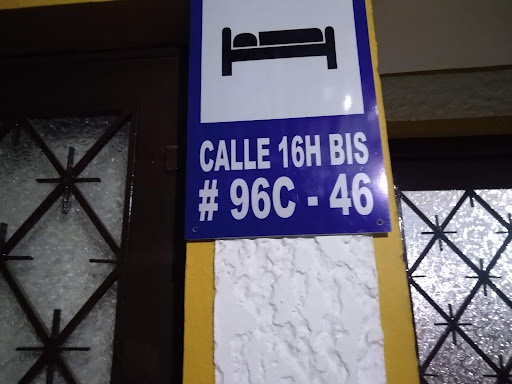 CALLE 16H BIS
# 96C - 46